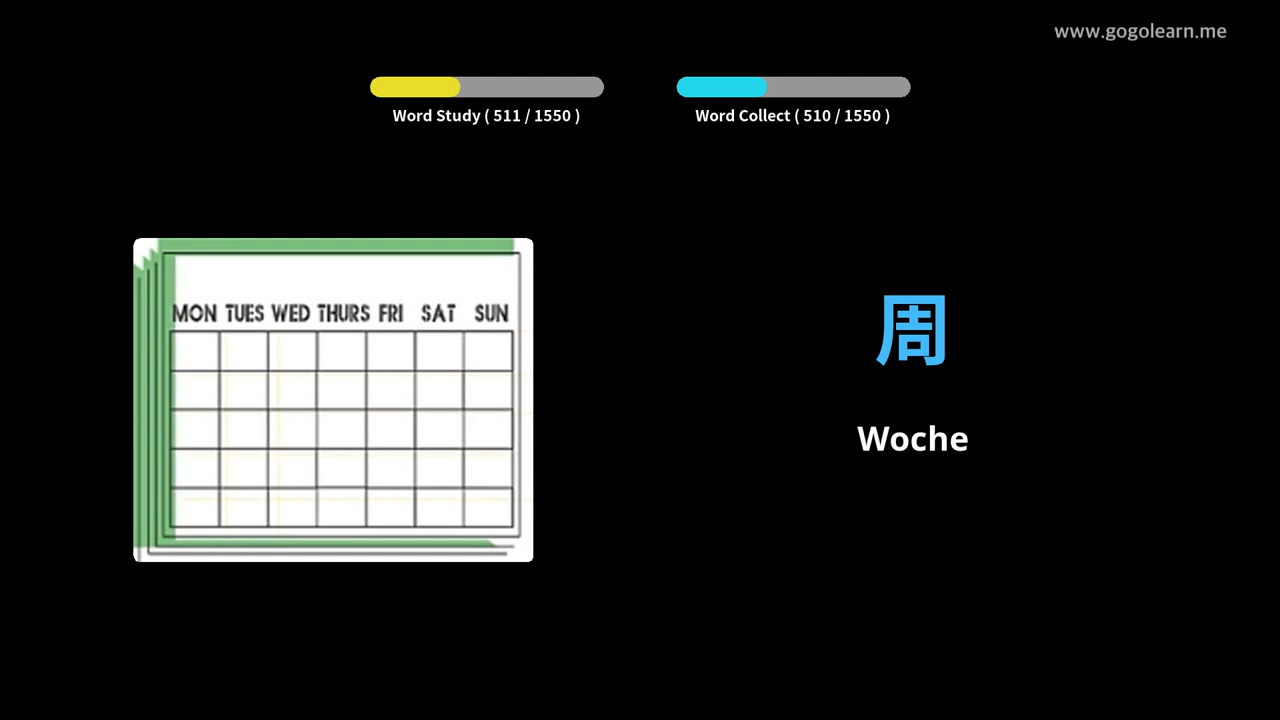 www.gogolearn.me
Word Study ( 511 / 1550 )
Word Collect ( 510 / 1550 )
MON TUES WED THURS FRI SAT SUN
周
Woche